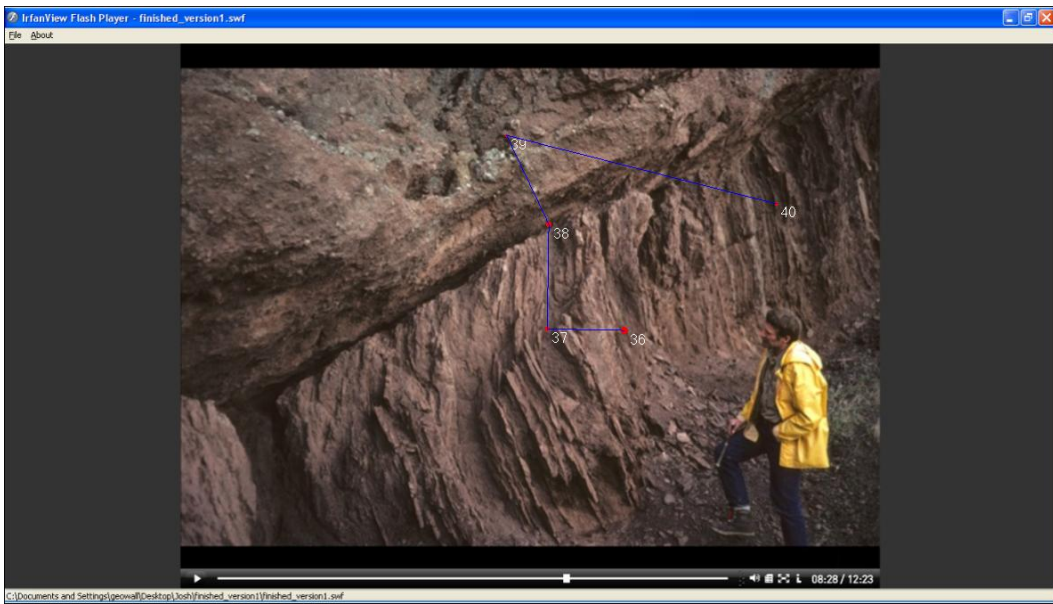 IrfanView Flash Player - finished_version1.swf
File About
39
40
38
37
36
08:28 / 12:23
C:\Documents and Settings\geowall\Desktop\Josh\finished_version1\finished_version1.swf